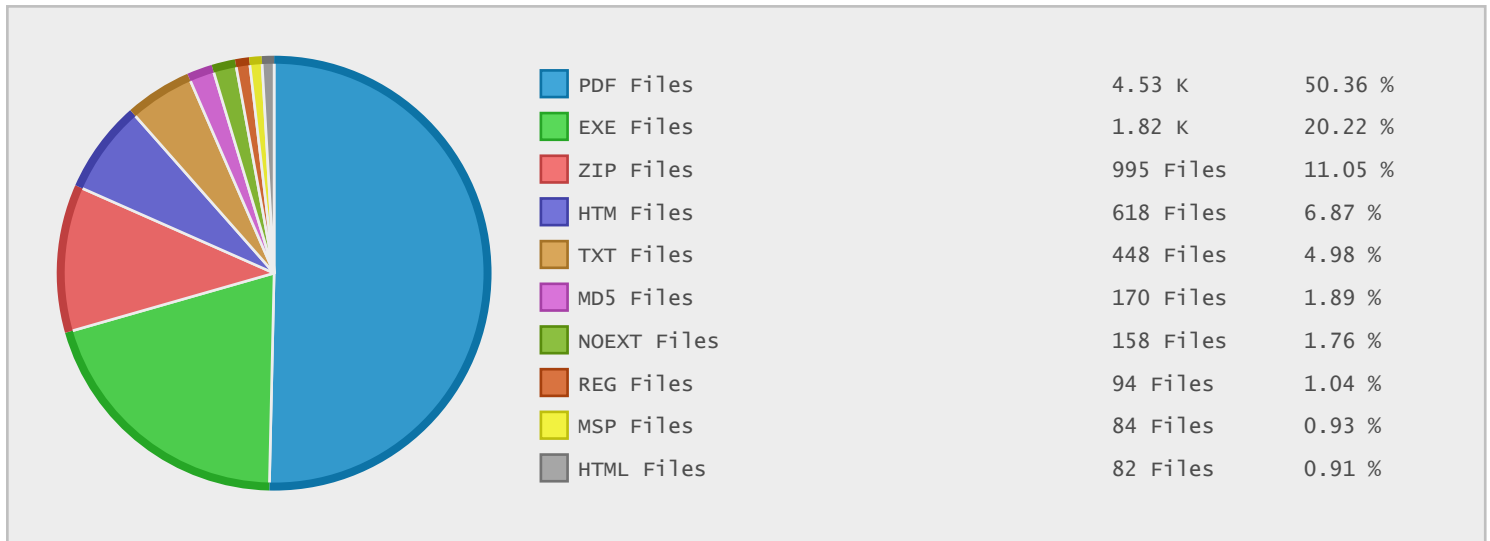 PDF Files 4.53 K 50.36 %
EXE Files 1.82 K 20.22 %
ZIP Files 995 Files 11.05 %
HTM Files 618 Files 6.87 %
TXT Files 448 Files 4.98 %
MD5 Files 170 Files 1.89 %
NOEXT Files 158 Files 1.76 %
REG Files 94 Files 1.04 %
MSP Files 84 Files 0.93 %
HTML Files 82 Files 0.91 %